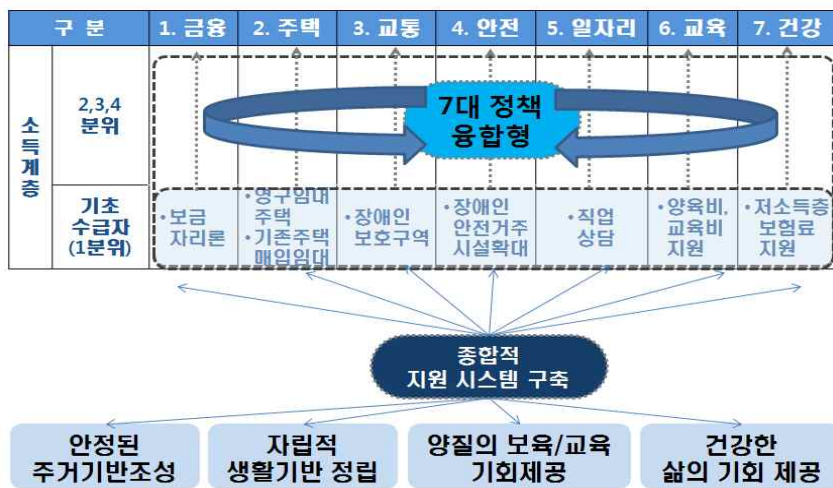 구 분
1. 금융
2. 주택
3. 교통
4. 안전
5. 일자리
6. 교육
7. 건강
소득계층
2,3,4
분위
7대 정책
융합형
기초
수급자
(1분위)
•보금
자리론
•영구임대
주택
•기존주택
매입임대
•장애인
보호구역
•장애인
안전거주
시설확대
•직업
상담
•양육비,
교육비
지원
•저소득층
보험료
지원
종합적
지원 시스템 구축
안정된
주거기반조성
자립적
생활기반 정립
양질의 보육/교육
기회제공
건강한
삶의 기회 제공